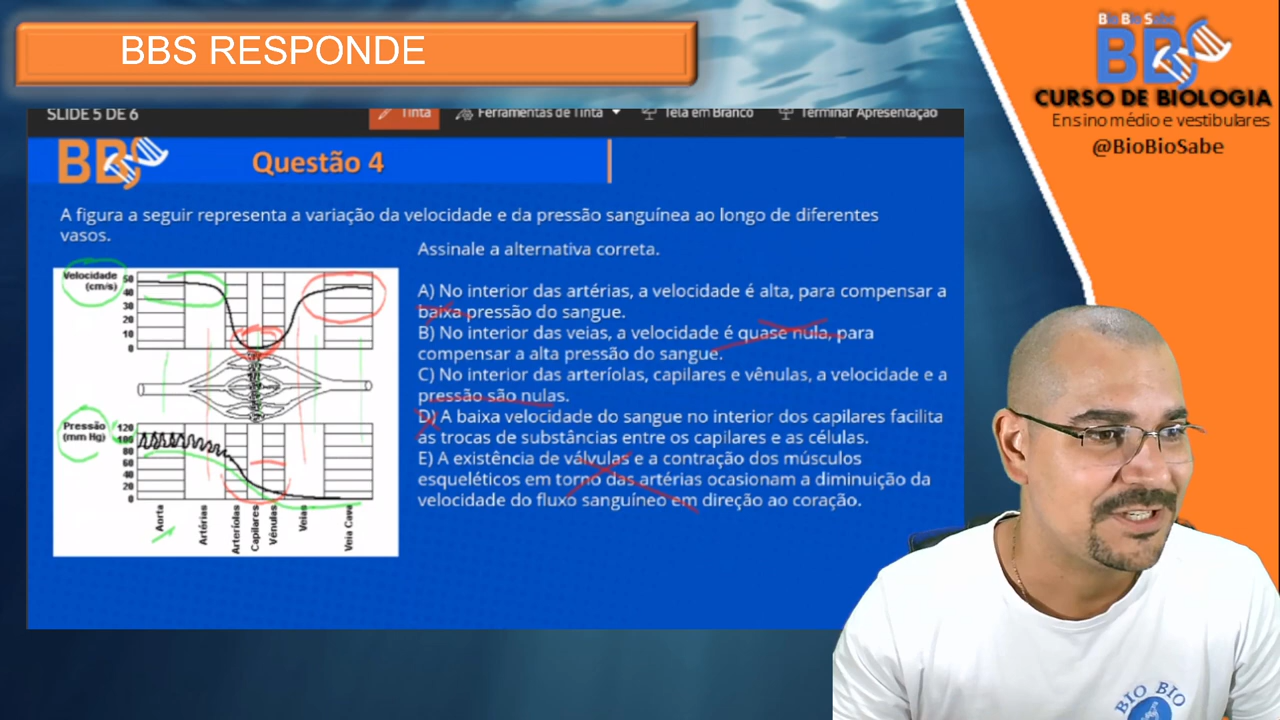 BBS RESPONDE
Bio Bio Sabe
BBS
CURSO DE BIOLOGIA
Ensino médio e vestibulares
@BioBioSabe
SLIDE 5 DE 6
Tinta
Ferramentas de Tinta
Tela em Branco
Terminar Apresentação
BBS
Questão 4
A figura a seguir representa a variação da velocidade e da pressão sanguínea ao longo de diferentes
vasos.
Assinale a alternativa correta.
A) No interior das artérias, a velocidade é alta, para compensar a
baixa pressão do sangue.
B) No interior das veias, a velocidade é quase nula, para
compensar a alta pressão do sangue.
C) No interior das arteríolas, capilares e vênulas, a velocidade e a
pressão são nulas.
D) A baixa velocidade do sangue no interior dos capilares facilita
as trocas de substâncias entre os capilares e as células.
E) A existência de válvulas e a contração dos músculos
esqueléticos em torno das artérias ocasionam a diminuição da
velocidade do fluxo sanguíneo em direção ao coração.
Velocidade
(cm/s)
50
40
30
20
10
0
Pressão
(mm Hg)
120
100
80
60
40
20
0
Aorta
Artérias
Arteríolas
Capilares
Vênulas
Veias
Veia Cava
BIO BIO